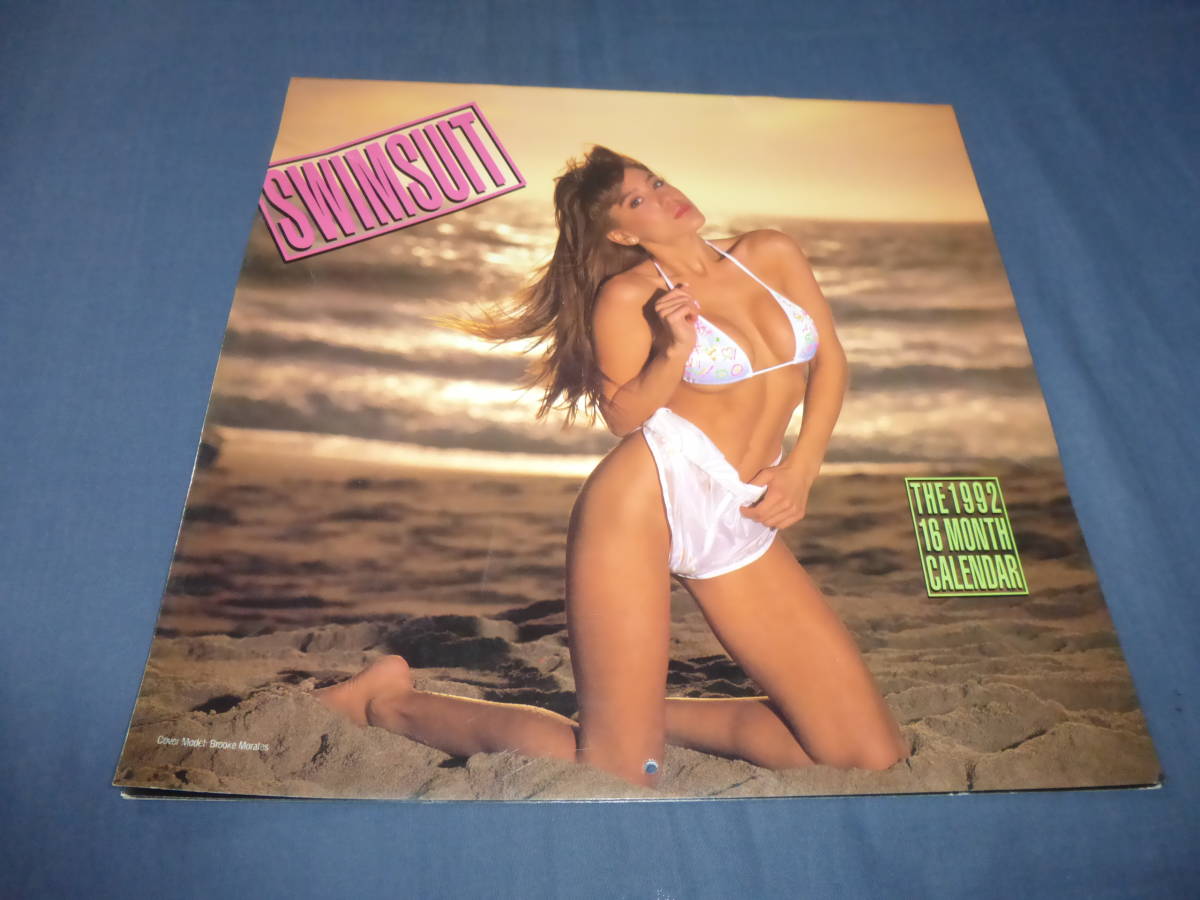 SWIMSUIT
THE 1992
16 MONTH
CALENDAR
Cover Model: Brooke Morales